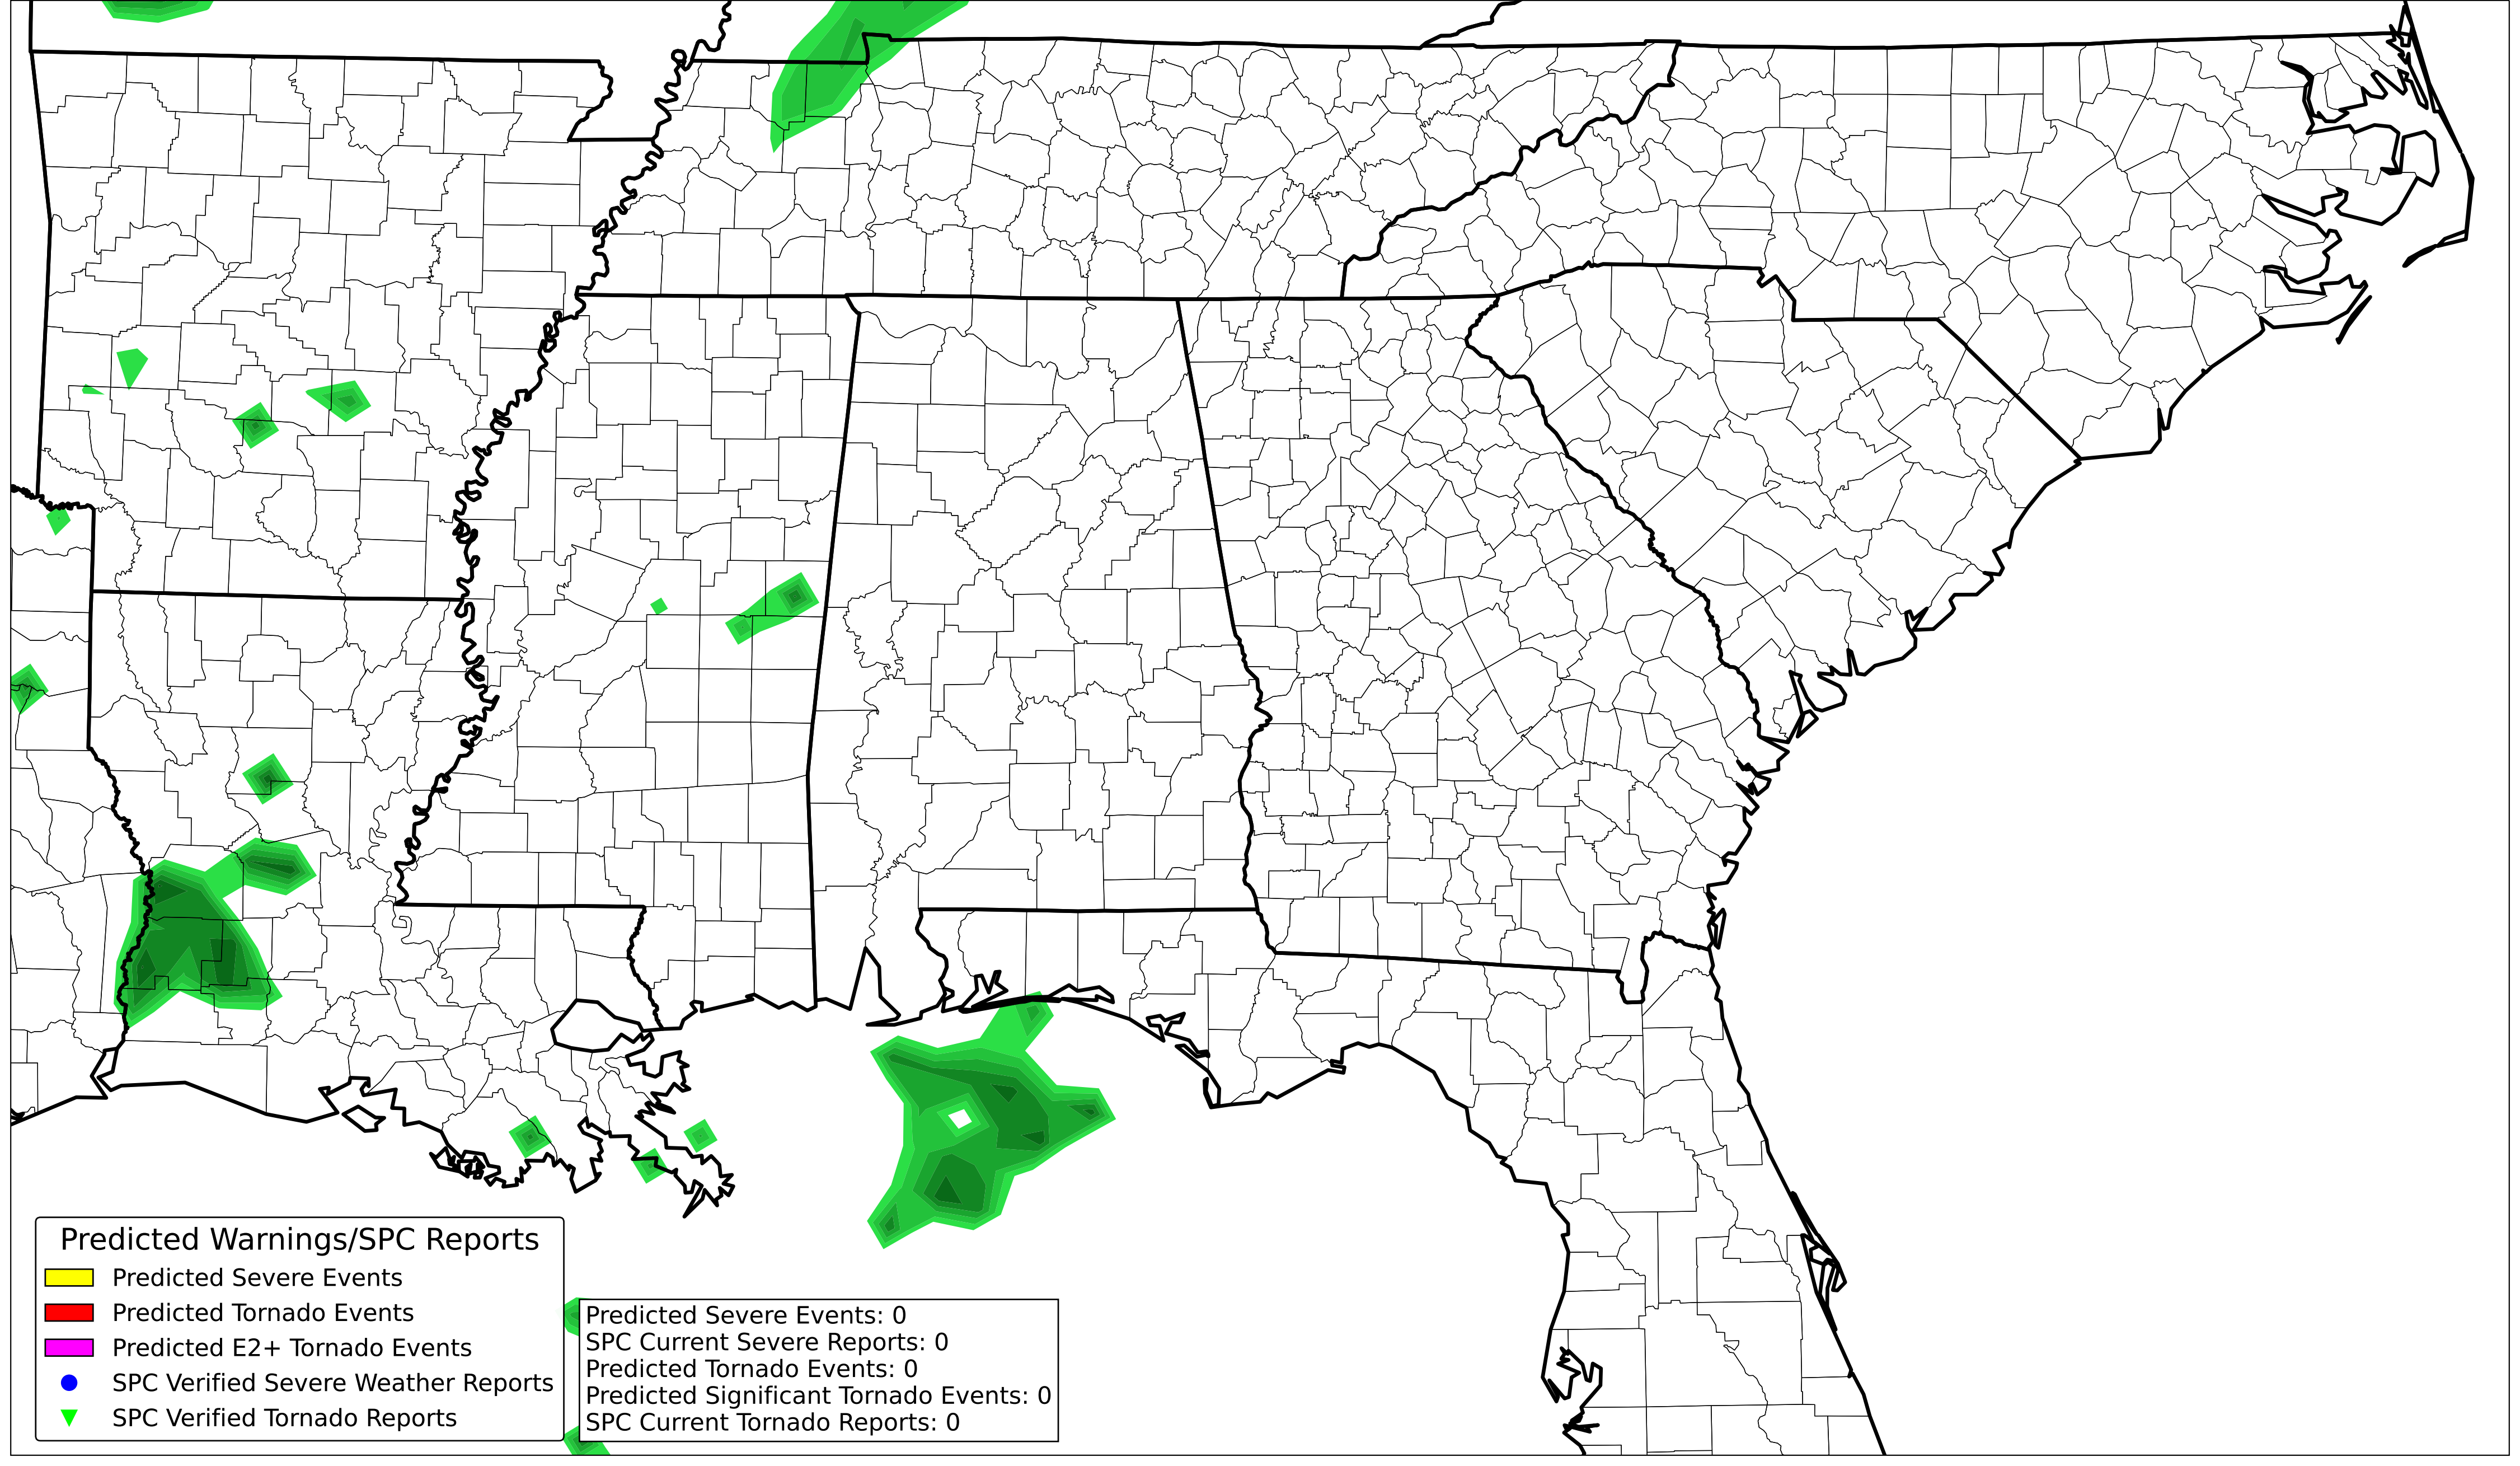 Predicted Warnings/SPC Reports
Predicted Severe Events
Predicted Tornado Events
Predicted E2+ Tornado Events
SPC Verified Severe Weather Reports
SPC Verified Tornado Reports
Predicted Severe Events: 0
SPC Current Severe Reports: 0
Predicted Tornado Events: 0
Predicted Significant Tornado Events: 0
SPC Current Tornado Reports: 0